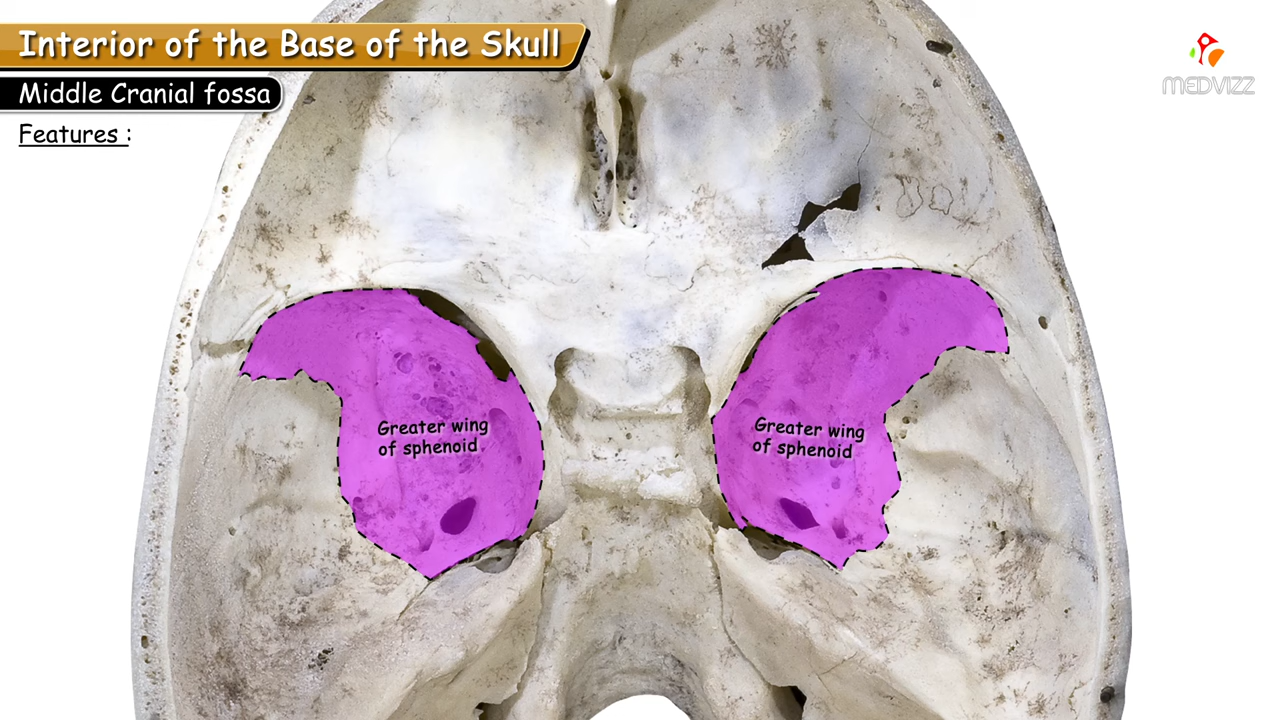 Interior of the Base of the Skull
Middle Cranial fossa
Features :
MEDVIZZ
Greater wing
of sphenoid
Greater wing
of sphenoid